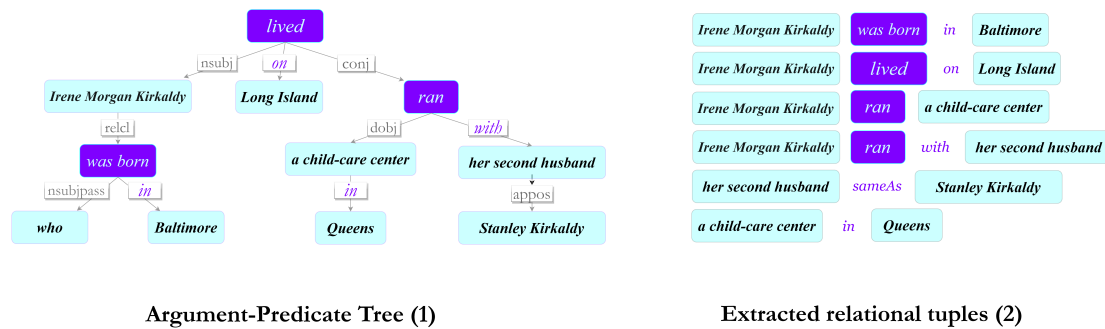 lived
nsubj on conj
Irene Morgan Kirkaldy Long Island ran
relcl dobj with
was born a child-care center her second husband
nsubjpass in in appos
who Baltimore Queens Stanley Kirkaldy
Argument-Predicate Tree (1)
Irene Morgan Kirkaldy was born in Baltimore
Irene Morgan Kirkaldy lived on Long Island
Irene Morgan Kirkaldy ran a child-care center
Irene Morgan Kirkaldy ran with her second husband
her second husband sameAs Stanley Kirkaldy
a child-care center in Queens
Extracted relational tuples (2)